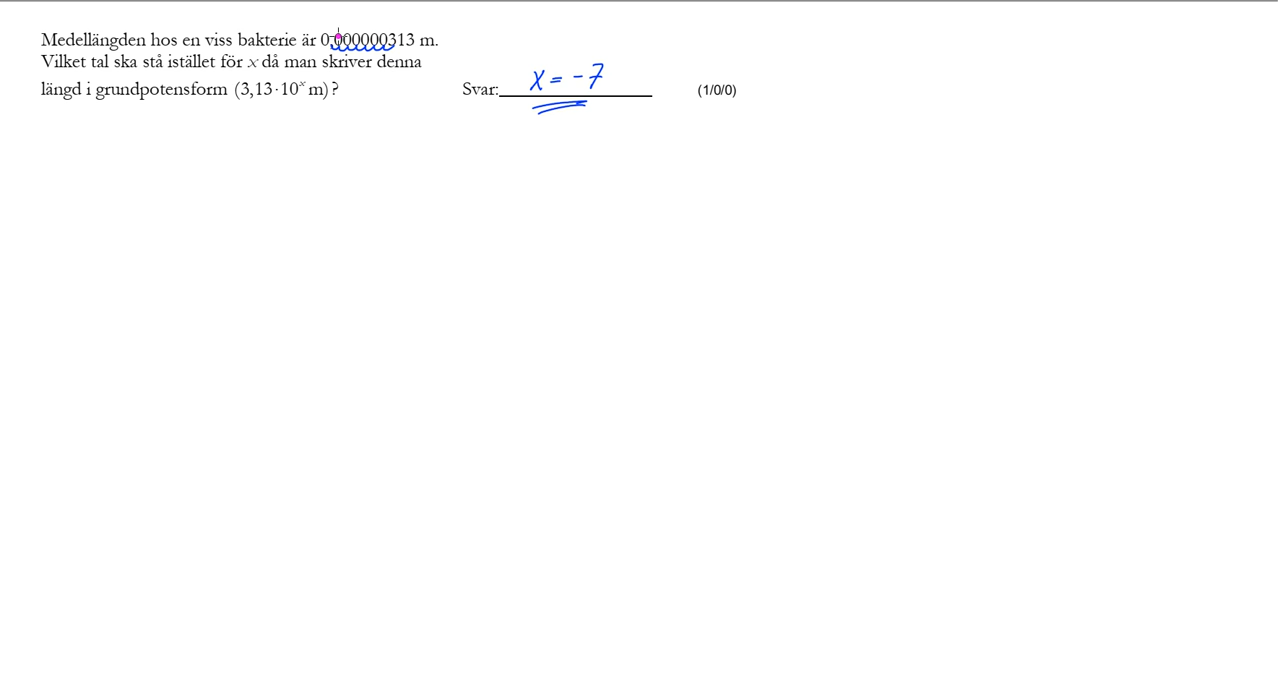 Medellängden hos en viss bakterie är 0,000000313 m.
Vilket tal ska stå istället för x då man skriver denna
längd i grundpotensform (3,13·10ˣ m)? Svar: x = -7 (1/0/0)